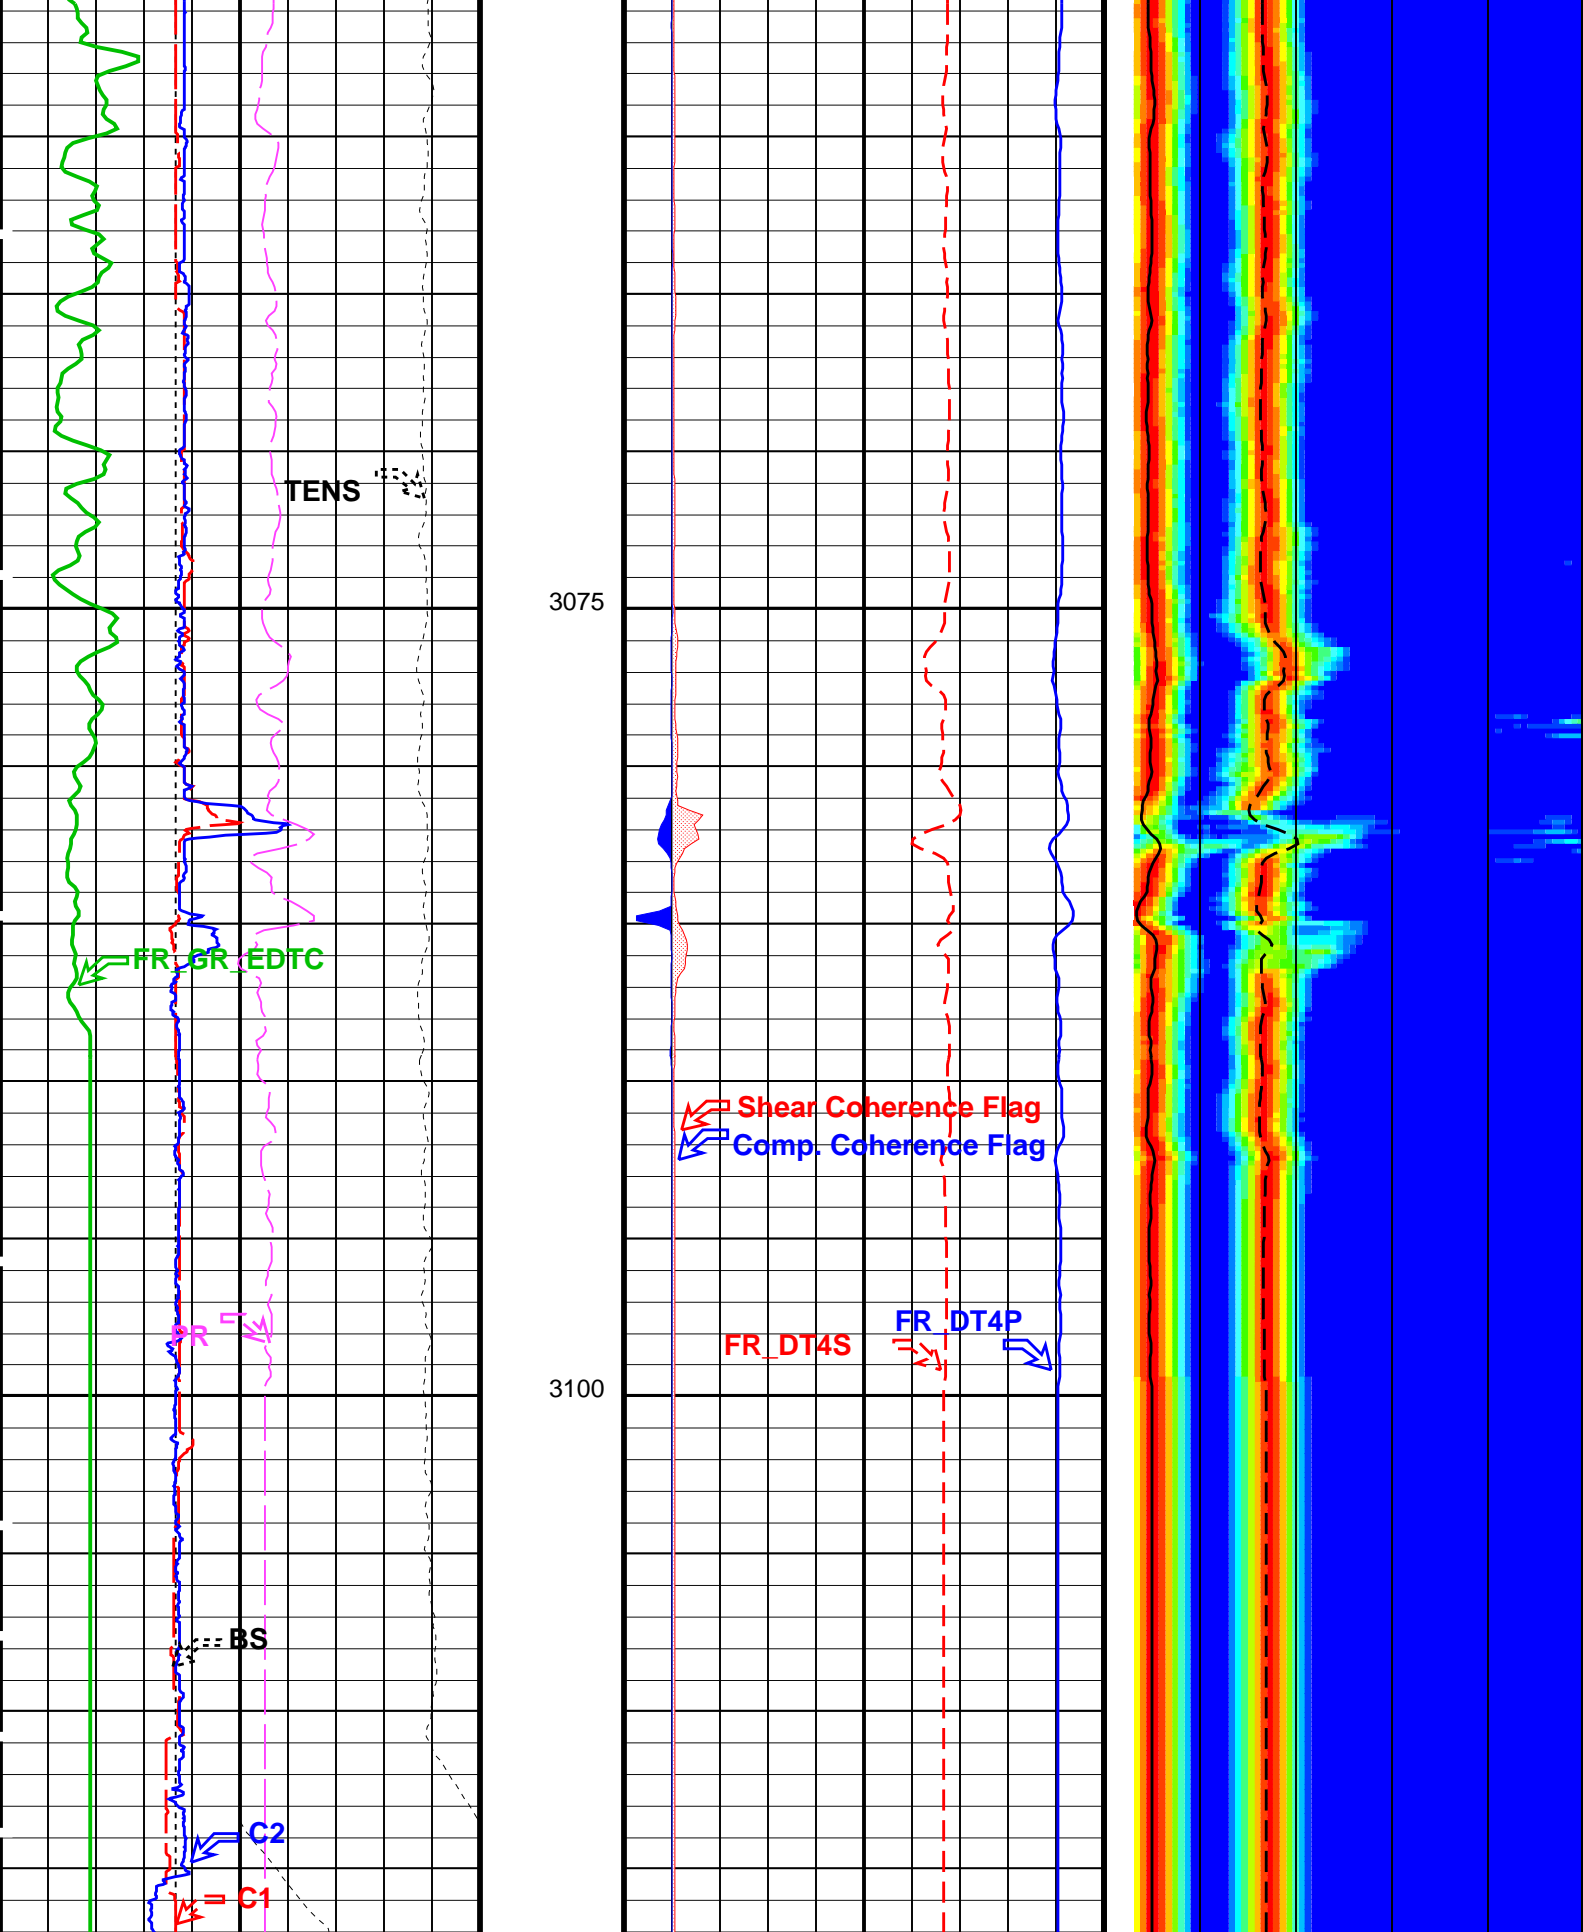 TENS
3075
FR_GR_EDTC
Shear Coherence Flag
Comp. Coherence Flag
FR_DT4P
PR
FR_DT4S
3100
BS
C2
C1